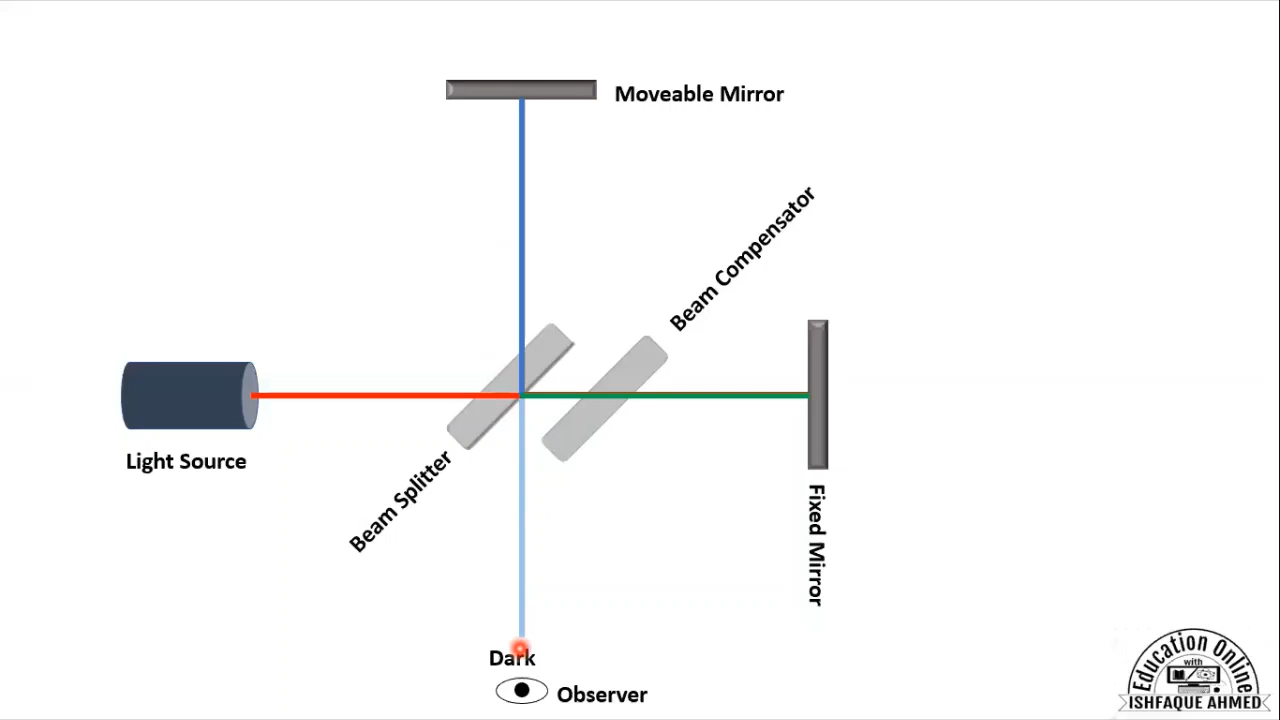 Moveable Mirror
Beam Compensator
Light Source
Beam Splitter
Fixed Mirror
Dark
Observer
Education Online
with
ISHFAQUE AHMED